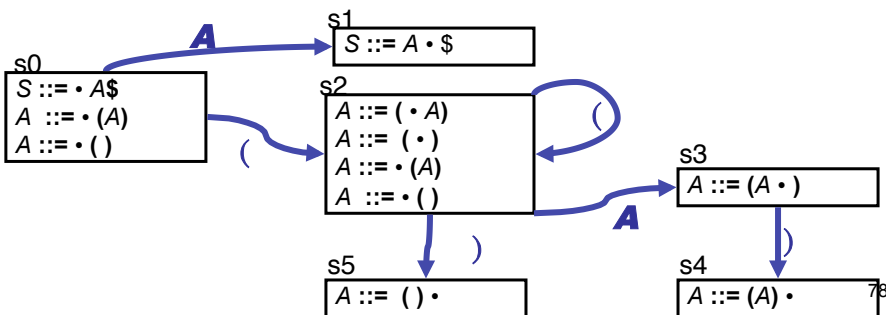 s0
S ::= • A$
A ::= • (A)
A ::= • ( )
A
s1
S ::= A • $
(
s2
A ::= ( • A)
A ::= ( • )
A ::= • (A)
A ::= • ( )
(
A
s3
A ::= (A • )
)
s5
A ::= ( ) •
)
s4
A ::= (A) •
78